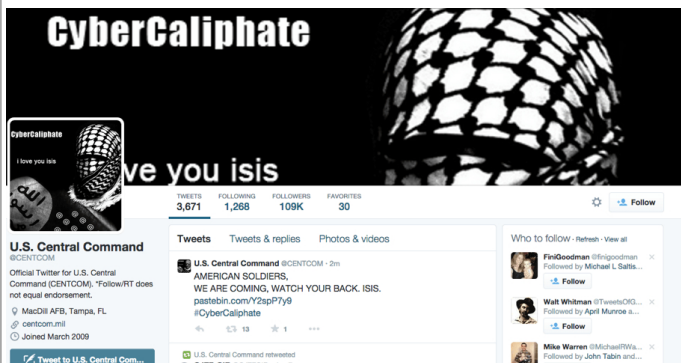 CyberCaliphate
CyberCaliphate
i love you isis
ve you isis
TWEETS
3,671
FOLLOWING
1,268
FOLLOWERS
109K
FAVORITES
30
Follow
U.S. Central Command
@CENTCOM
Official Twitter for U.S. Central
Command (CENTCOM). *Follow/RT does
not equal endorsement.
MacDill AFB, Tampa, FL
centcom.mil
Joined March 2009
Tweet to U.S. Central Com...
Tweets Tweets & replies Photos & videos
U.S. Central Command @CENTCOM · 2m
AMERICAN SOLDIERS,
WE ARE COMING, WATCH YOUR BACK. ISIS.
pastebin.com/Y2spP7y9
#CyberCaliphate
13 1
U.S. Central Command retweeted
Who to follow · Refresh · View all
FiniGoodman @finigoodman
Followed by Michael L Saltis...
Follow
Walt Whitman @TweetsOfG...
Followed by April Munroe a...
Follow
Mike Warren @MichaelRWa...
Followed by John Tabin and...